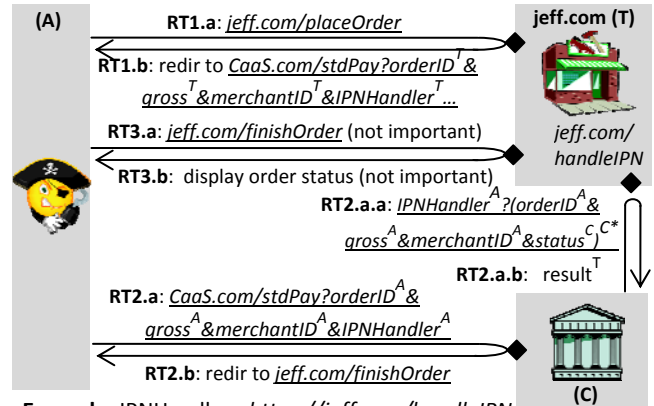 (A)
RT1.a: jeff.com/placeOrder
jeff.com (T)
RT1.b: redir to CaaS.com/stdPay?orderID^T&
gross^T&merchantID^T&IPNHandler^T...
RT3.a: jeff.com/finishOrder (not important)
jeff.com/
handleIPN
RT3.b: display order status (not important)
RT2.a.a: IPNHandler^A?(orderID^A&
gross^A&merchantID^A&status^C)^C*
RT2.a.b: result^T
RT2.a: CaaS.com/stdPay?orderID^A&
gross^A&merchantID^A&IPNHandler^A
RT2.b: redir to jeff.com/finishOrder
(C)